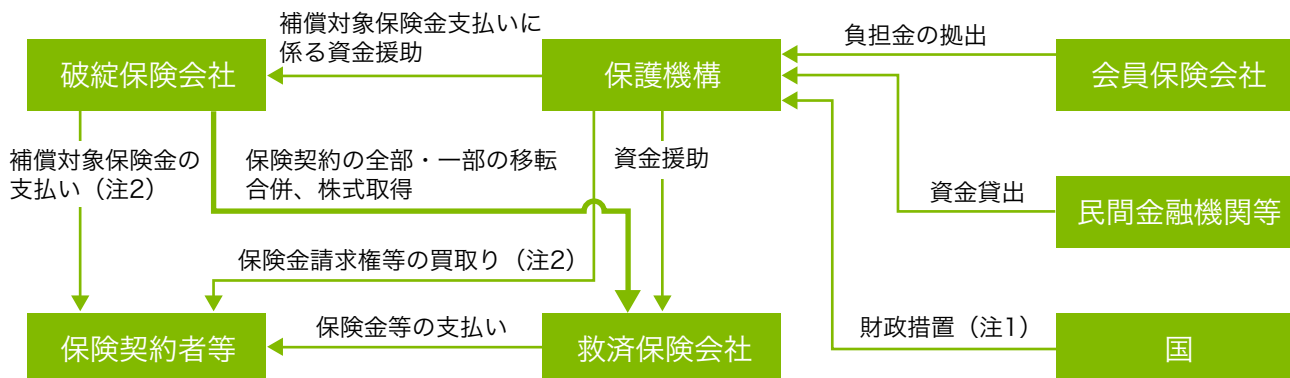 補償対象保険金支払いに
係る資金援助
負担金の拠出
破綻保険会社
保護機構
会員保険会社
補償対象保険金の
支払い（注2）
保険契約の全部・一部の移転
合併、株式取得
資金援助
資金貸出
民間金融機関等
保険金請求権等の買取り（注2）
保険契約者等
保険金等の支払い
救済保険会社
財政措置（注1）
国